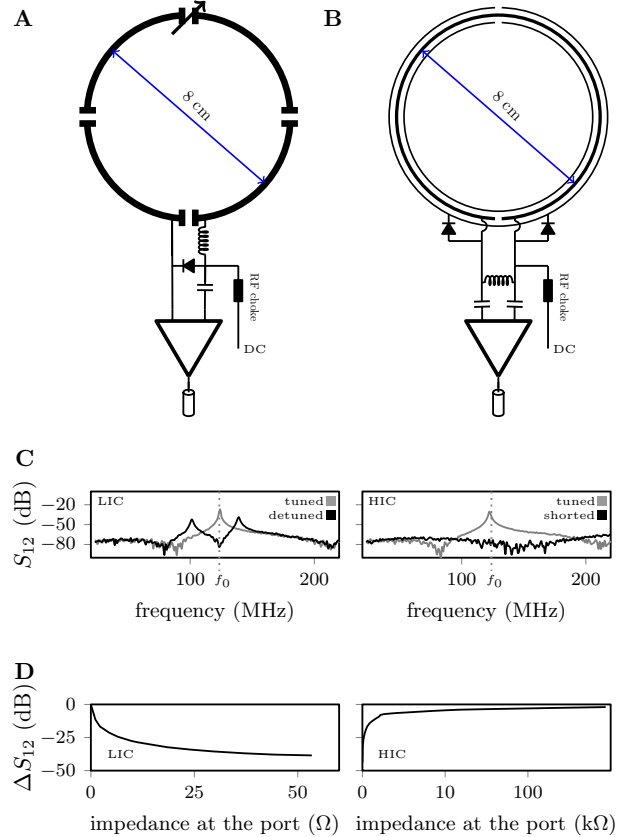 A
B
8 cm
8 cm
RF choke
RF choke
DC
DC
C
S12 (dB)
−20
−50
−80
LIC
tuned
detuned
HIC
tuned
shorted
100
f0
200
100
f0
200
frequency (MHz)
frequency (MHz)
D
ΔS12 (dB)
0
−25
−50
LIC
HIC
0
25
50
0
10
100
impedance at the port (Ω)
impedance at the port (kΩ)